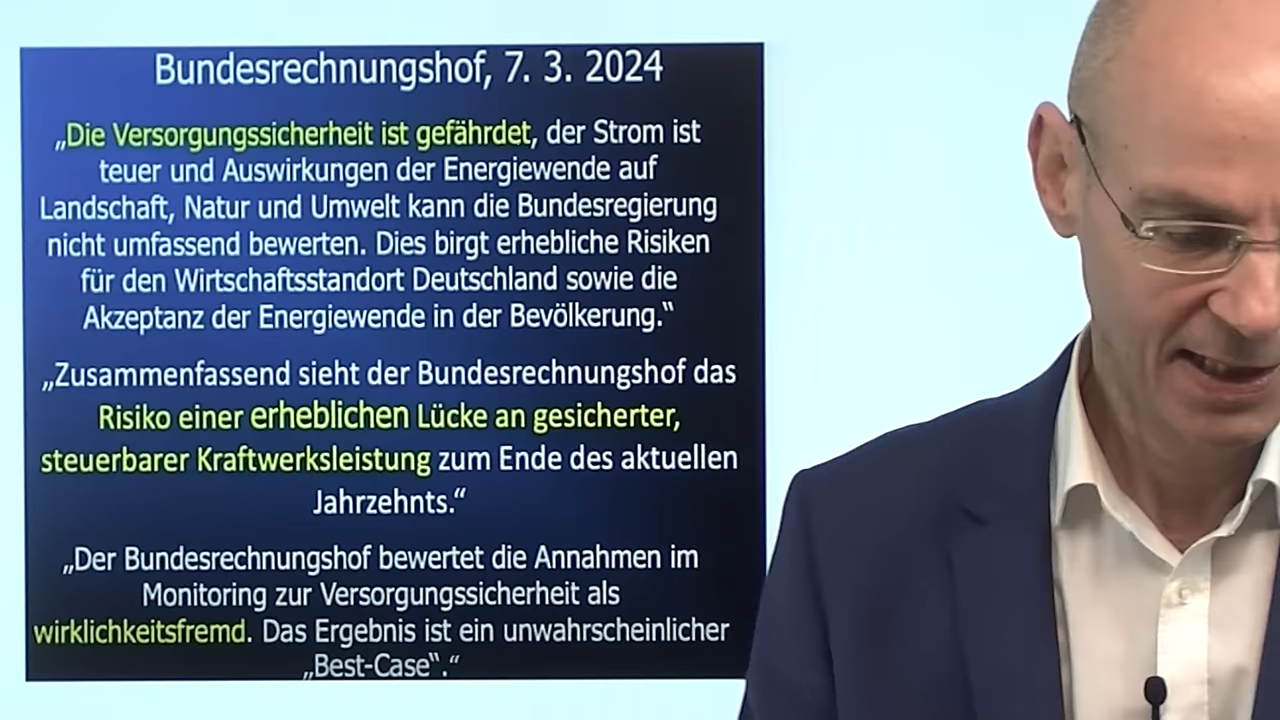 Bundesrechnungshof, 7. 3. 2024
„Die Versorgungssicherheit ist gefährdet, der Strom ist
teuer und Auswirkungen der Energiewende auf
Landschaft, Natur und Umwelt kann die Bundesregierung
nicht umfassend bewerten. Dies birgt erhebliche Risiken
für den Wirtschaftsstandort Deutschland sowie die
Akzeptanz der Energiewende in der Bevölkerung.“
„Zusammenfassend sieht der Bundesrechnungshof das
Risiko einer erheblichen Lücke an gesicherter,
steuerbarer Kraftwerksleistung zum Ende des aktuellen
Jahrzehnts.“
„Der Bundesrechnungshof bewertet die Annahmen im
Monitoring zur Versorgungssicherheit als
wirklichkeitsfremd. Das Ergebnis ist ein unwahrscheinlicher
„Best-Case“.“